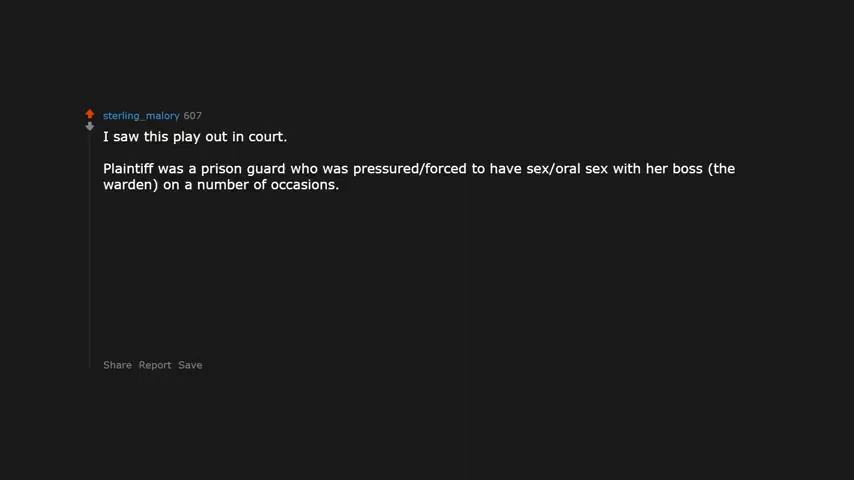 sterling_malory 607
I saw this play out in court.
Plaintiff was a prison guard who was pressured/forced to have sex/oral sex with her boss (the
warden) on a number of occasions.
Share Report Save